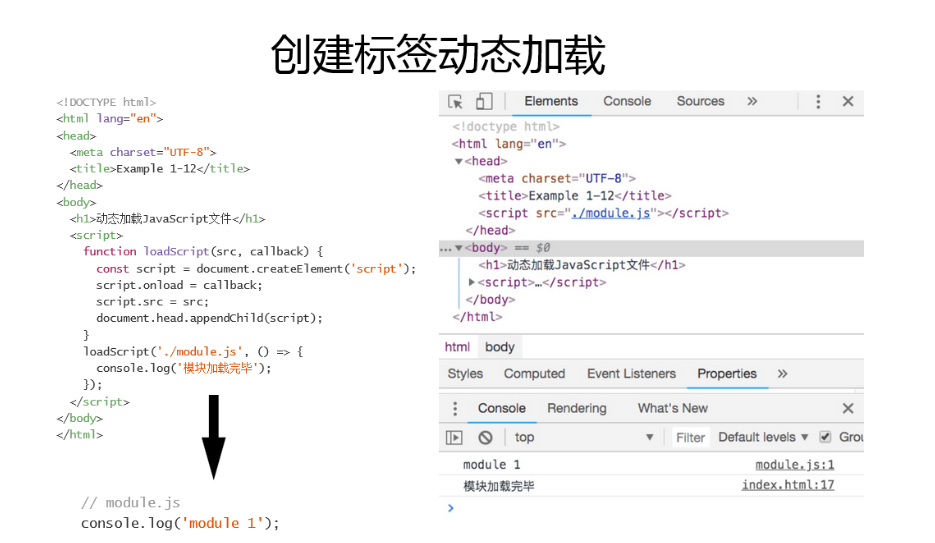 创建标签动态加载
<!DOCTYPE html>
<html lang="en">
<head>
<meta charset="UTF-8">
<title>Example 1-12</title>
</head>
<body>
<h1>动态加载JavaScript文件</h1>
<script>
function loadScript(src, callback) {
const script = document.createElement('script');
script.onload = callback;
script.src = src;
document.head.appendChild(script);
}
loadScript('./module.js', () => {
console.log('模块加载完毕');
});
</script>
</body>
</html>
// module.js
console.log('module 1');
Elements Console Sources »
<!doctype html>
<html lang="en">
▼<head>
<meta charset="UTF-8">
<title>Example 1-12</title>
<script src="./module.js"></script>
</head>
…▼<body> == $0
<h1>动态加载JavaScript文件</h1>
▶<script>…</script>
</body>
</html>
html body
Styles Computed Event Listeners Properties »
Console Rendering What's New
top Filter Default levels ▼ Grou
module 1 module.js:1
模块加载完毕 index.html:17
>